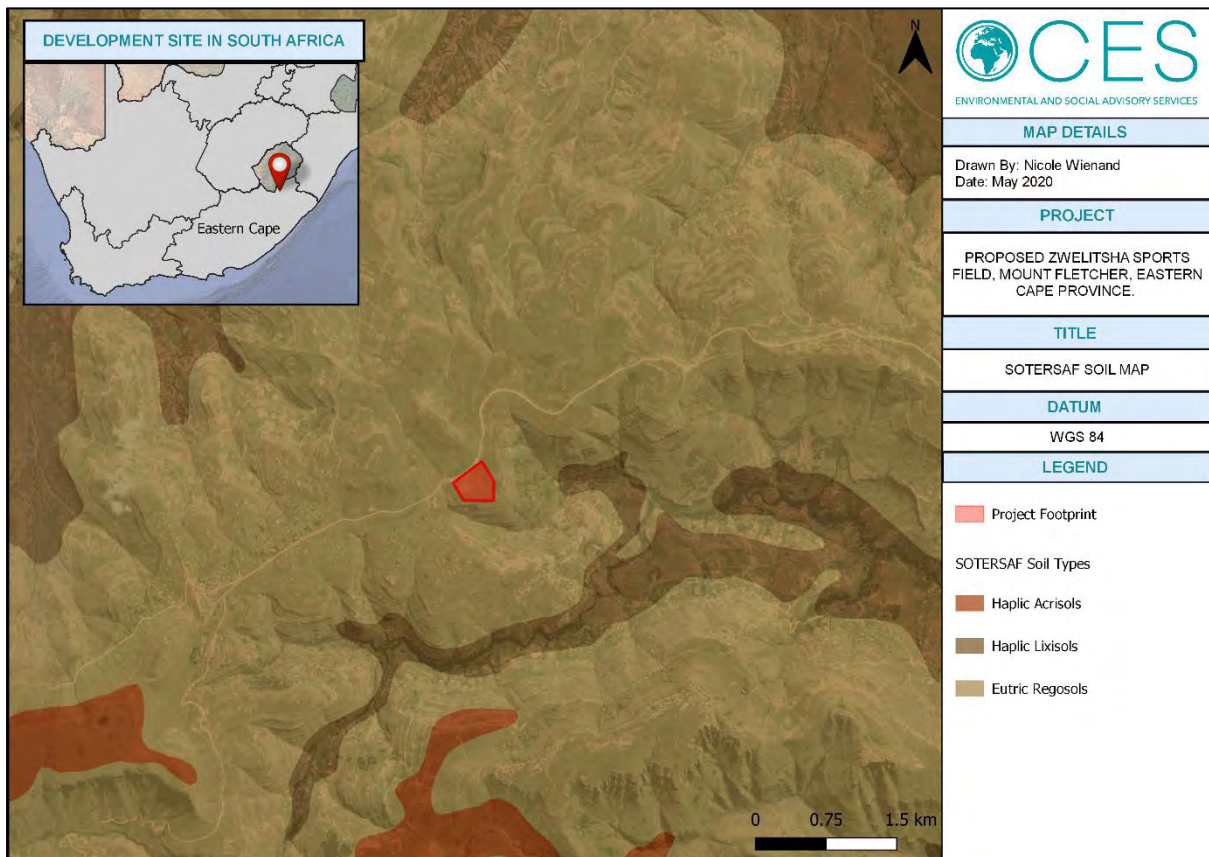 DEVELOPMENT SITE IN SOUTH AFRICA
Eastern Cape
N
0 0.75 1.5 km
CES
ENVIRONMENTAL AND SOCIAL ADVISORY SERVICES
MAP DETAILS
Drawn By: Nicole Wienand
Date: May 2020
PROJECT
PROPOSED ZWELITSHA SPORTS
FIELD, MOUNT FLETCHER, EASTERN
CAPE PROVINCE.
TITLE
SOTERSAF SOIL MAP
DATUM
WGS 84
LEGEND
Project Footprint
SOTERSAF Soil Types
Haplic Acrisols
Haplic Lixisols
Eutric Regosols